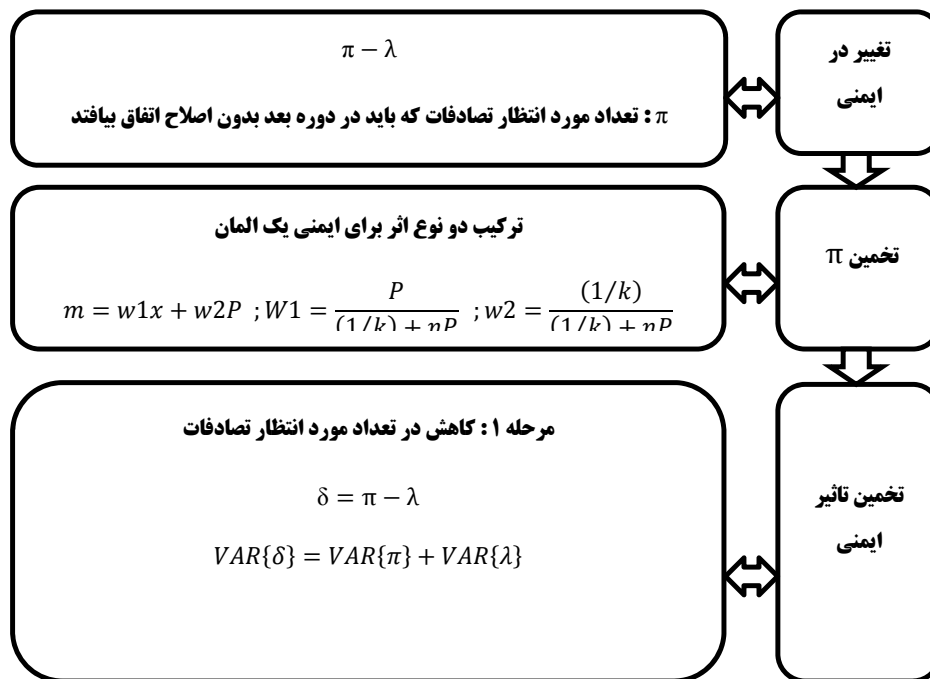 تغییر در
ایمنی
π − λ
π : تعداد مورد انتظار تصادفات که باید در دوره بعد بدون اصلاح اتفاق بیافتد
تخمین π
ترکیب دو نوع اثر برای ایمنی یک المان
m = w1x + w2P ; W1 = P / ((1/k) + nP) ; w2 = (1/k) / ((1/k) + nP)
تخمین تاثیر
ایمنی
مرحله ۱ : کاهش در تعداد مورد انتظار تصادفات
δ = π − λ
VAR{δ} = VAR{π} + VAR{λ}